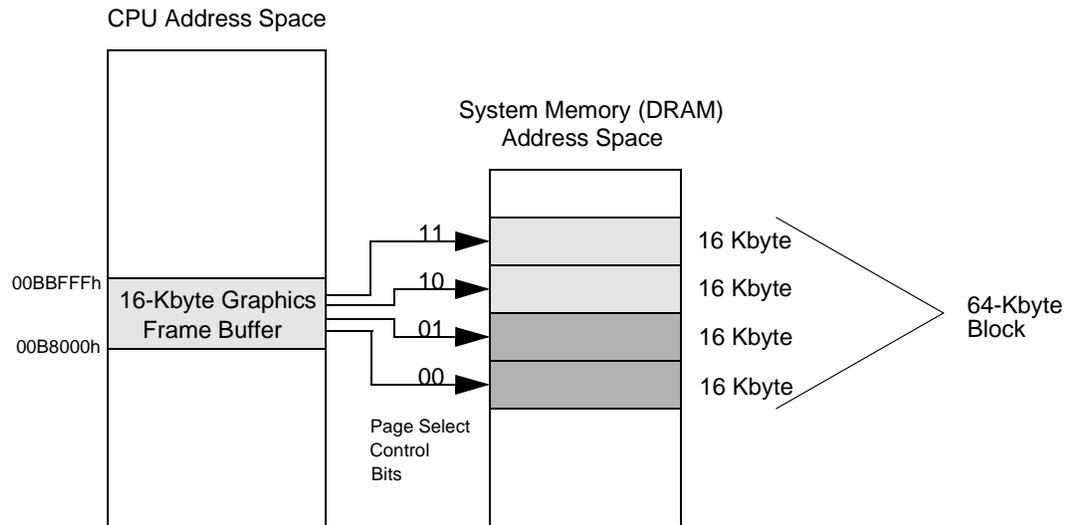 CPU Address Space
System Memory (DRAM)
Address Space
11
16 Kbyte
00BBFFFh
16-Kbyte Graphics
Frame Buffer
10
16 Kbyte
64-Kbyte
Block
01
16 Kbyte
00B8000h
00
16 Kbyte
Page Select
Control
Bits